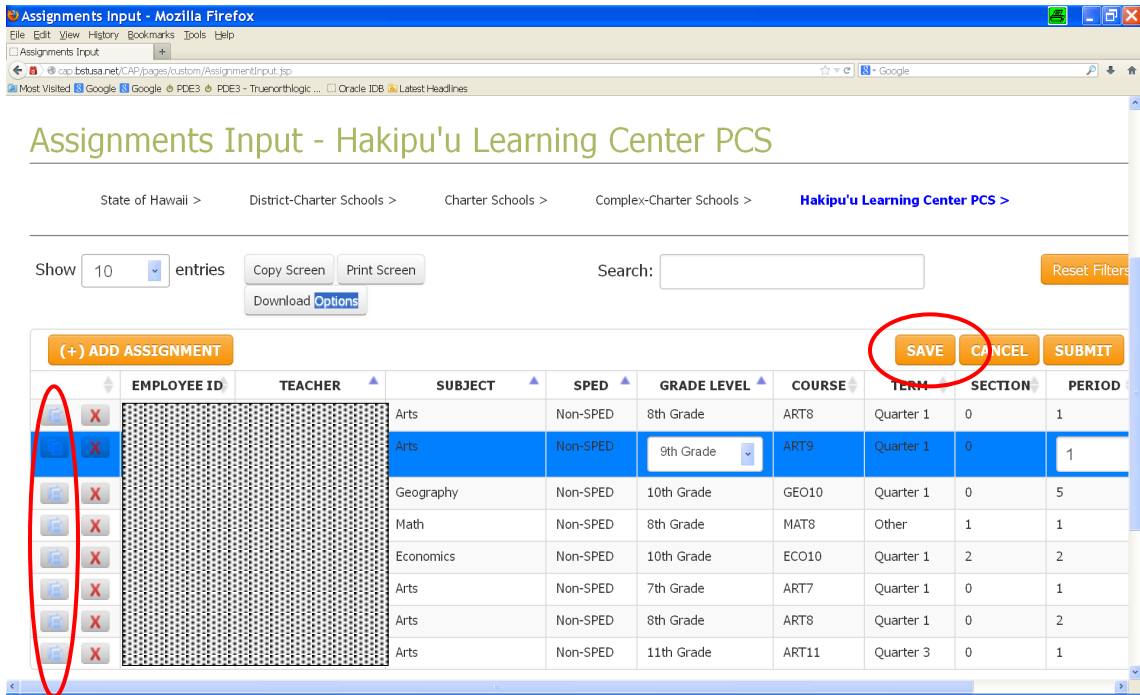 Assignments Input - Mozilla Firefox
File Edit View History Bookmarks Tools Help
Assignments Input +
cap.bstusa.net/CAP/pages/custom/AssignmentInput.jsp Google
Most Visited Google Google PDE3 PDE3 - Truenorthlogic ... Oracle IDB Latest Headlines
Assignments Input - Hakipu'u Learning Center PCS
State of Hawaii > District-Charter Schools > Charter Schools > Complex-Charter Schools > Hakipu'u Learning Center PCS >
Show 10 entries Copy Screen Print Screen Search: Reset Filters
Download Options
(+) ADD ASSIGNMENT SAVE CANCEL SUBMIT
EMPLOYEE ID TEACHER SUBJECT SPED GRADE LEVEL COURSE TERM SECTION PERIOD
X Arts Non-SPED 8th Grade ART8 Quarter 1 0 1
X Arts Non-SPED 9th Grade ART9 Quarter 1 0 1
X Geography Non-SPED 10th Grade GEO10 Quarter 1 0 5
X Math Non-SPED 8th Grade MAT8 Other 1 1
X Economics Non-SPED 10th Grade ECO10 Quarter 1 2 2
X Arts Non-SPED 7th Grade ART7 Quarter 1 0 1
X Arts Non-SPED 8th Grade ART8 Quarter 1 0 2
X Arts Non-SPED 11th Grade ART11 Quarter 3 0 1